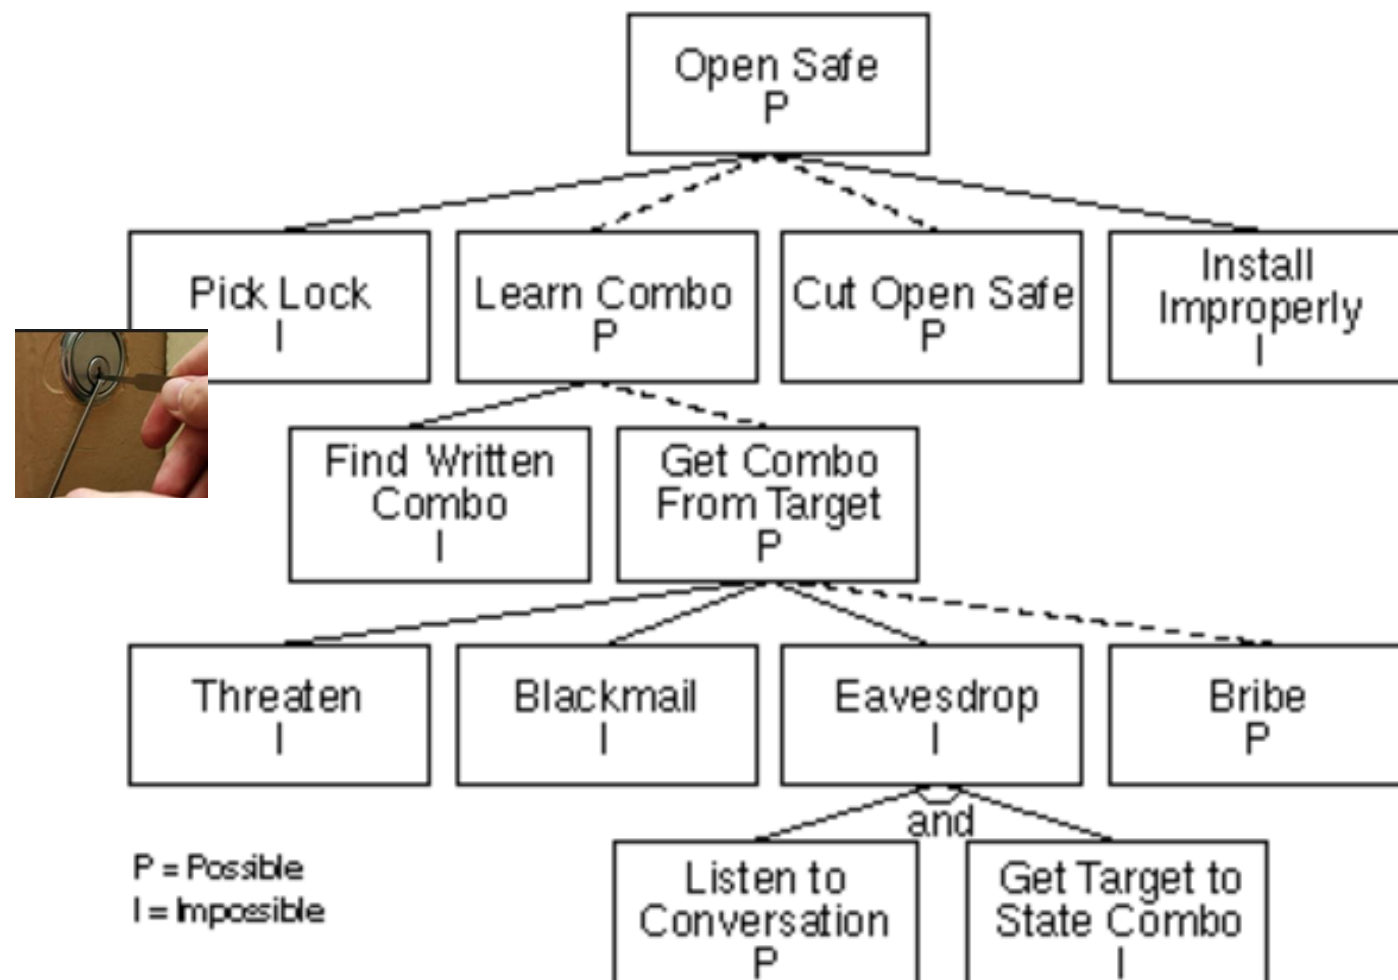 Open Safe
P
Pick Lock
I
Learn Combo
P
Cut Open Safe
P
Install
Improperly
I
Find Written
Combo
I
Get Combo
From Target
P
Threaten
I
Blackmail
I
Eavesdrop
I
Bribe
P
and
Listen to
Conversation
P
Get Target to
State Combo
I
P = Possible
I = Impossible